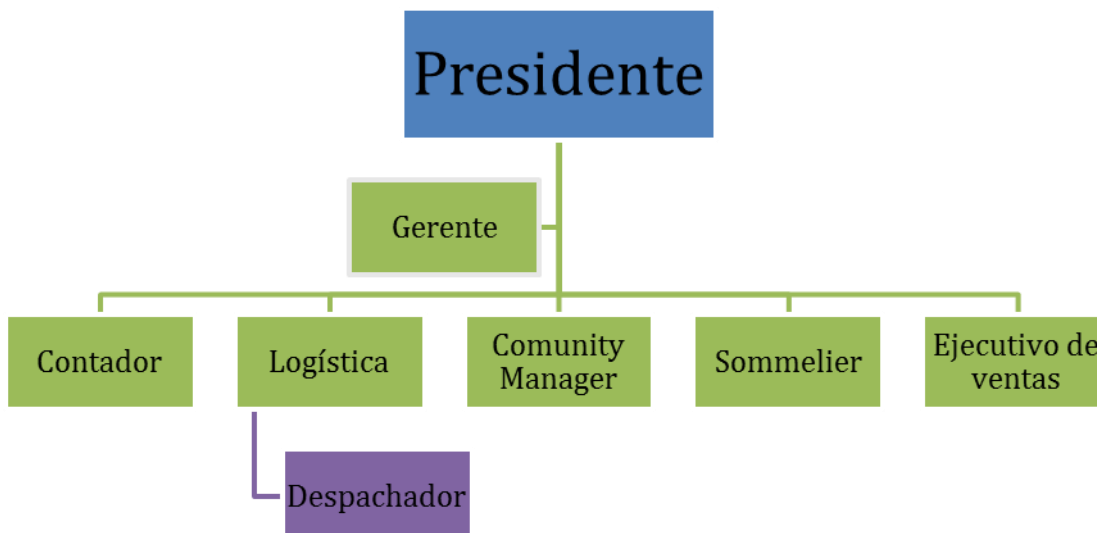 Presidente
Gerente
Contador
Logística
Comunity
Manager
Sommelier
Ejecutivo de
ventas
Despachador